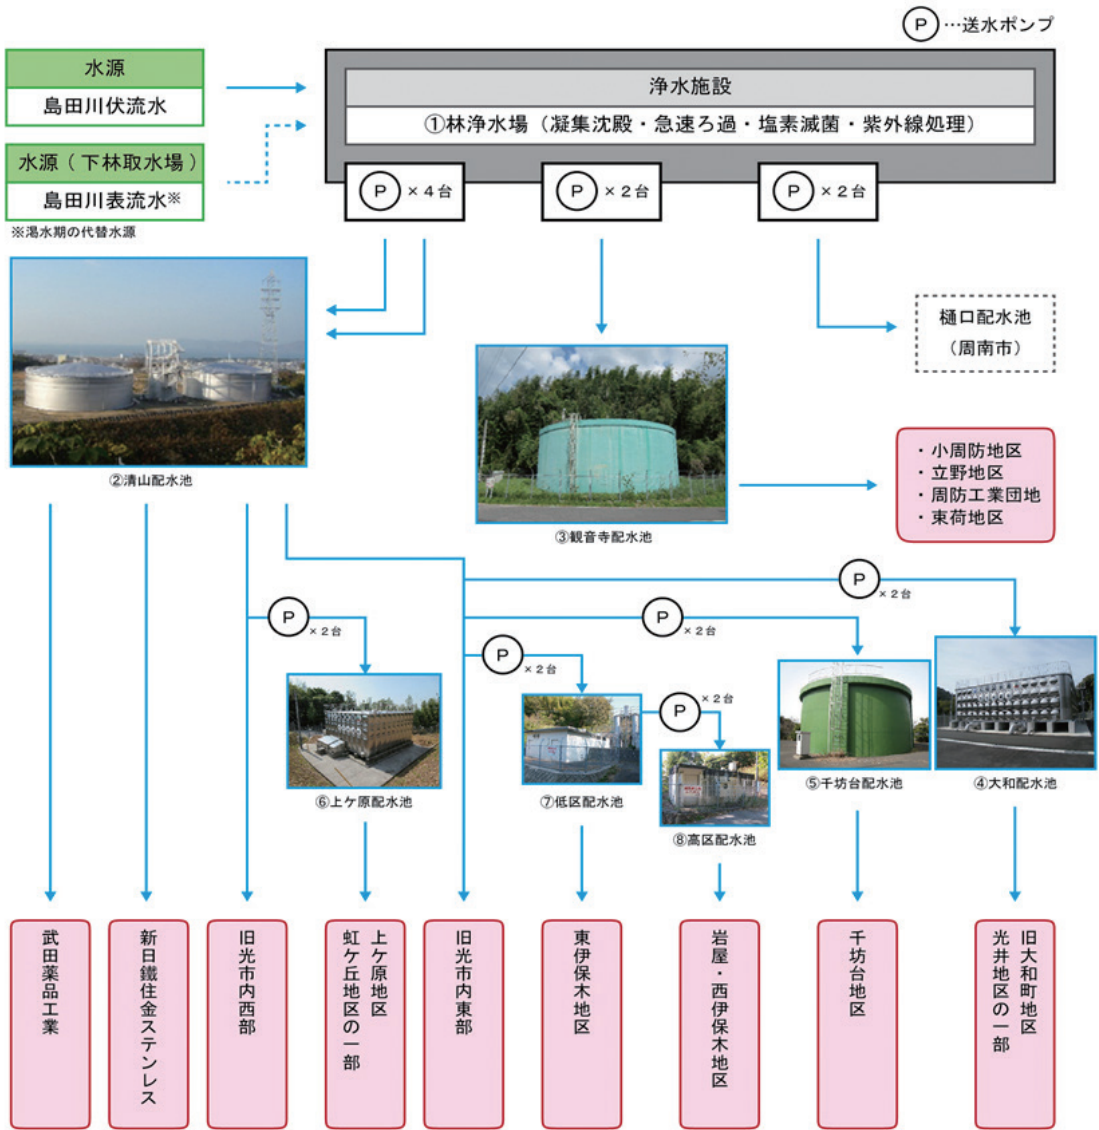 P…送水ポンプ
水源
島田川伏流水
水源(下林取水場)
島田川表流水※
※渇水期の代替水源
浄水施設
①林浄水場(凝集沈殿・急速ろ過・塩素滅菌・紫外線処理)
P×4台
P×2台
P×2台
樋口配水池
(周南市)
②清山配水池
③観音寺配水池
・小周防地区
・立野地区
・周防工業団地
・束荷地区
P×2台
P×2台
P×2台
P×2台
P×2台
⑥上ケ原配水池
⑦低区配水池
⑧高区配水池
⑤千坊台配水池
④大和配水池
武田薬品工業
新日鐵住金ステンレス
旧光市内西部
上ケ原地区
虹ケ丘地区の一部
旧光市内東部
東伊保木地区
岩屋・西伊保木地区
千坊台地区
旧大和町地区
光井地区の一部